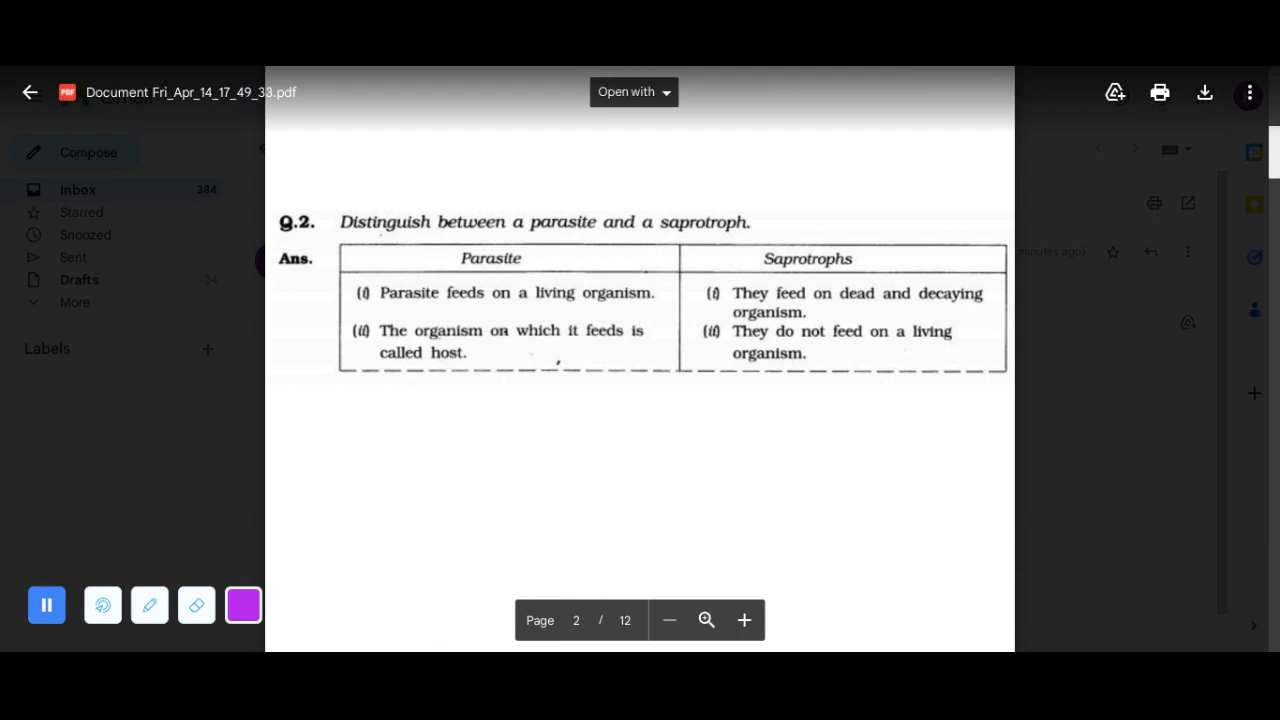 Document Fri_Apr_14_17_49_33.pdf
Open with
Compose
Inbox 384
Starred
Snoozed
Sent
Drafts 34
More
Labels
minutes ago)
Q.2. Distinguish between a parasite and a saprotroph.
Ans. Parasite Saprotrophs
(i) Parasite feeds on a living organism.
(ii) The organism on which it feeds is
called host.
(i) They feed on dead and decaying
organism.
(ii) They do not feed on a living
organism.
Page 2 / 12